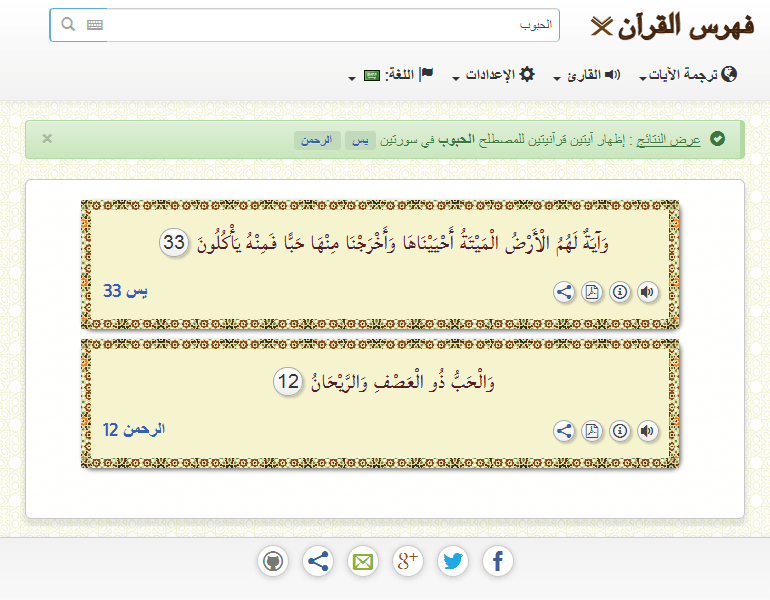 فهرس القرآن
الحبوب
ترجمة الآيات
القارئ
الإعدادات
اللغة:
عرض النتائج : إظهار آيتين قرآنيتين للمصطلح الحبوب في سورتين يس الرحمن
×
وَآيَةٌ لَهُمُ الْأَرْضُ الْمَيْتَةُ أَحْيَيْنَاهَا وَأَخْرَجْنَا مِنْهَا حَبًّا فَمِنْهُ يَأْكُلُونَ 33
يس 33
وَالْحَبُّ ذُو الْعَصْفِ وَالرَّيْحَانُ 12
الرحمن 12